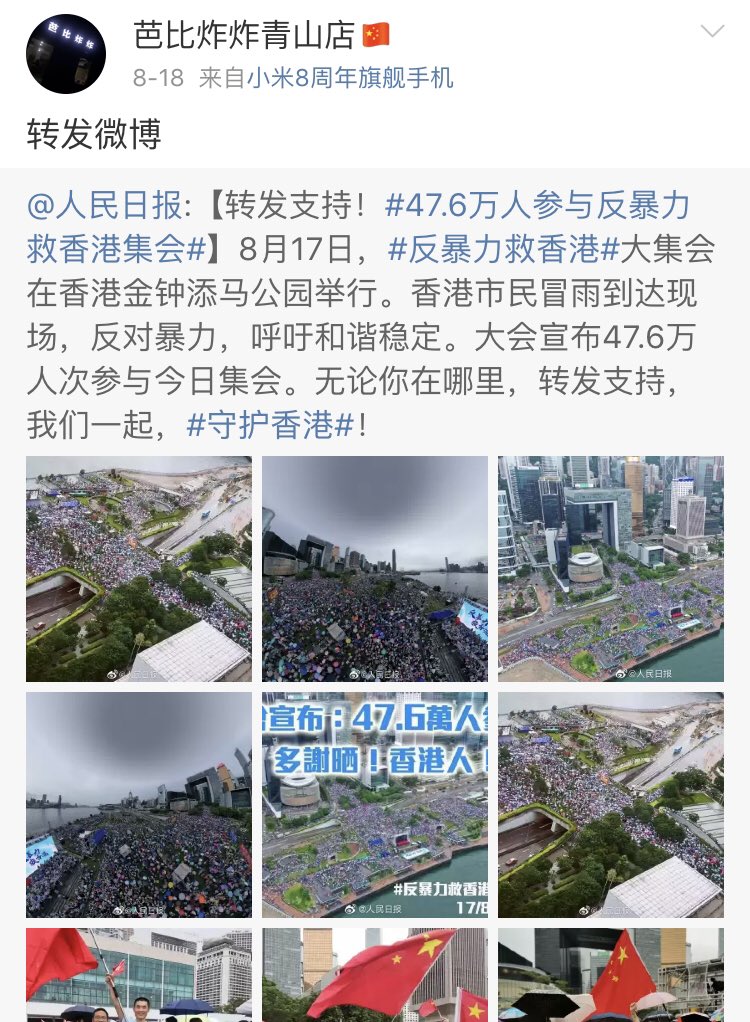 芭比炸炸
芭比炸炸青山店🇨🇳
8-18 来自小米8周年旗舰手机
转发微博
@人民日报:【转发支持！#47.6万人参与反暴力
救香港集会#】8月17日，#反暴力救香港#大集会
在香港金钟添马公园举行。香港市民冒雨到达现
场，反对暴力，呼吁和谐稳定。大会宣布47.6万
人次参与今日集会。无论你在哪里，转发支持，
我们一起，#守护香港#！
@人民日报
@人民日报
@人民日报
@人民日报
宣布：47.6萬人
多謝晒！香港人！
#反暴力救香港
17/8
@人民日报
@人民日报